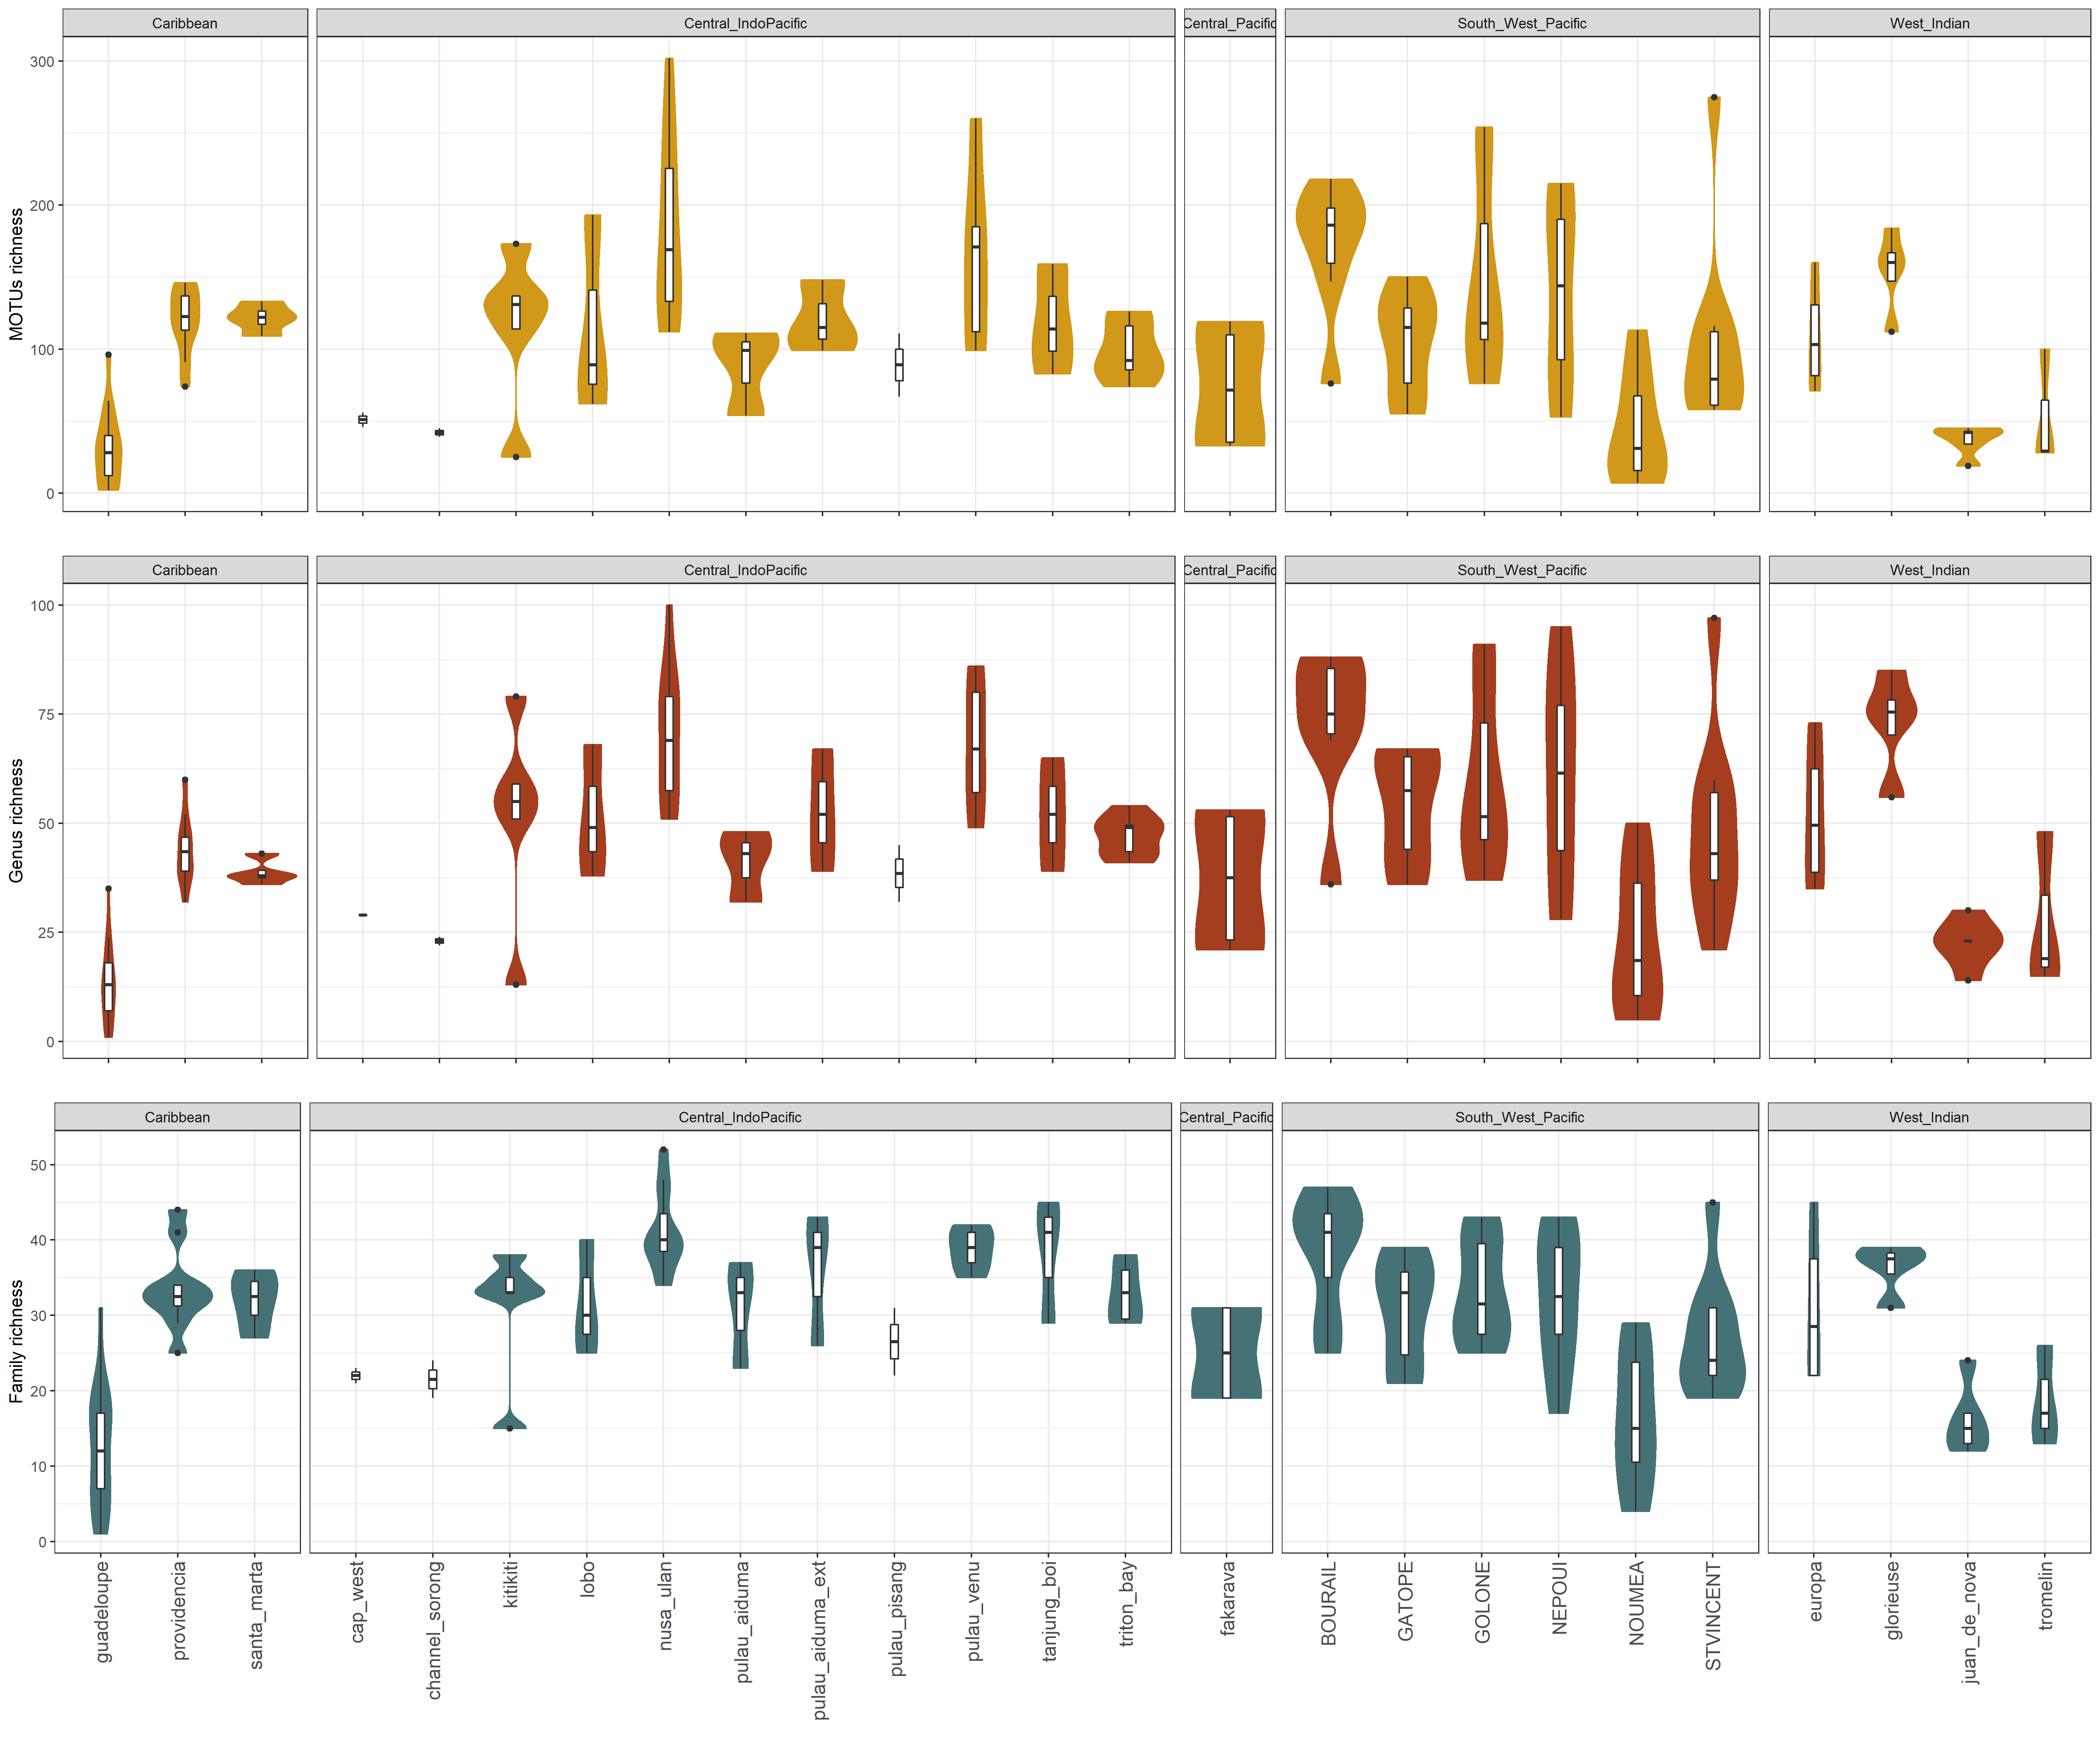 Caribbean Central_IndoPacific Central_Pacific South_West_Pacific West_Indian
MOTUs richness
300
200
100
0
Caribbean Central_IndoPacific Central_Pacific South_West_Pacific West_Indian
Genus richness
100
75
50
25
0
Caribbean Central_IndoPacific Central_Pacific South_West_Pacific West_Indian
Family richness
50
40
30
20
10
0
guadeloupe
providencia
santa_marta
cap_west
channel_sorong
kitikiti
lobo
nusa_ulan
pulau_aiduma
pulau_aiduma_ext
pulau_pisang
pulau_venu
tanjung_boi
triton_bay
fakarava
BOURAIL
GATOPE
GOLONE
NEPOUI
NOUMEA
STVINCENT
europa
glorieuse
juan_de_nova
tromelin